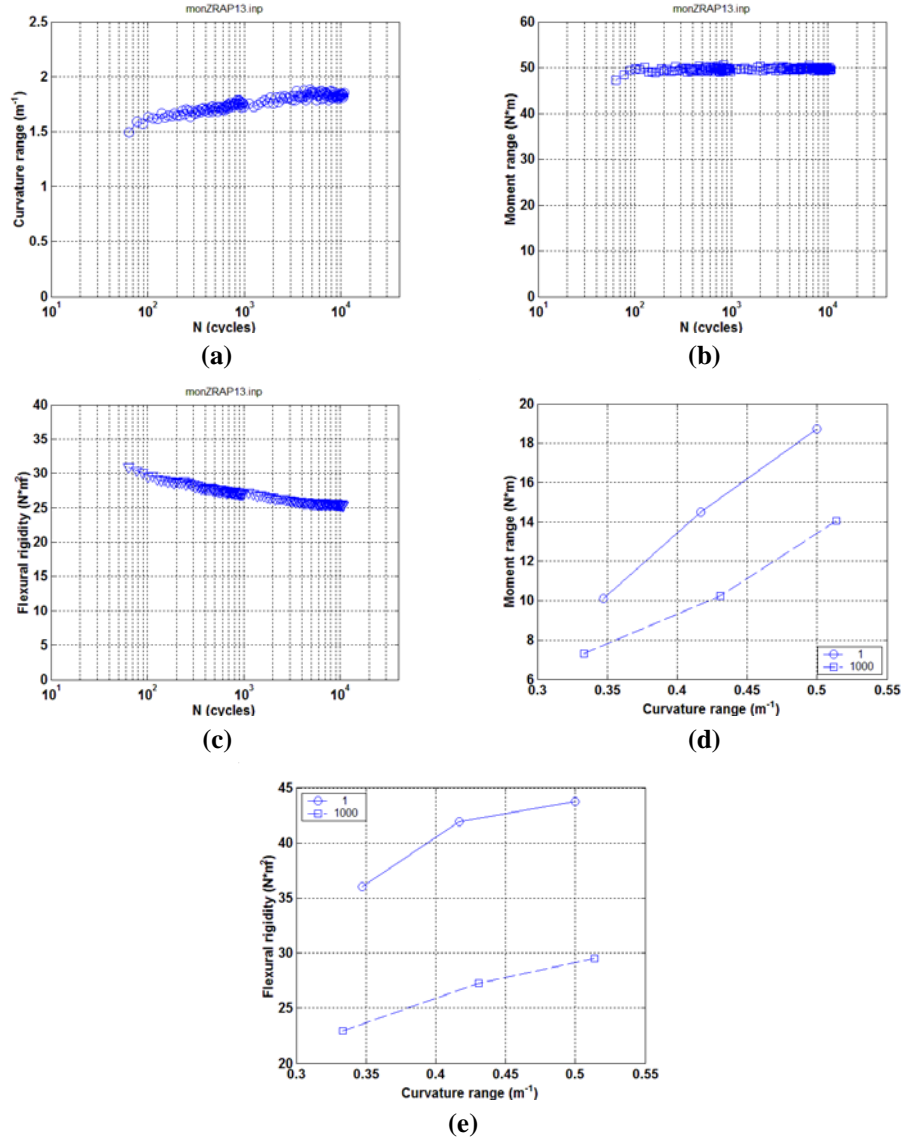 monZRAP13.inp
2.5
2
1.5
1
0.5
0
Curvature range (m⁻¹)
10¹ 10² 10³ 10⁴
N (cycles)
(a)
monZRAP13.inp
60
50
40
30
20
10
0
Moment range (N*m)
10¹ 10² 10³ 10⁴
N (cycles)
(b)
monZRAP13.inp
40
35
30
25
20
15
10
5
0
Flexural rigidity (N*m²)
10¹ 10² 10³ 10⁴
N (cycles)
(c)
20
18
16
14
12
10
8
6
Moment range (N*m)
1
1000
0.3 0.35 0.4 0.45 0.5 0.55
Curvature range (m⁻¹)
(d)
45
40
35
30
25
20
Flexural rigidity (N*m²)
1
1000
0.3 0.35 0.4 0.45 0.5 0.55
Curvature range (m⁻¹)
(e)